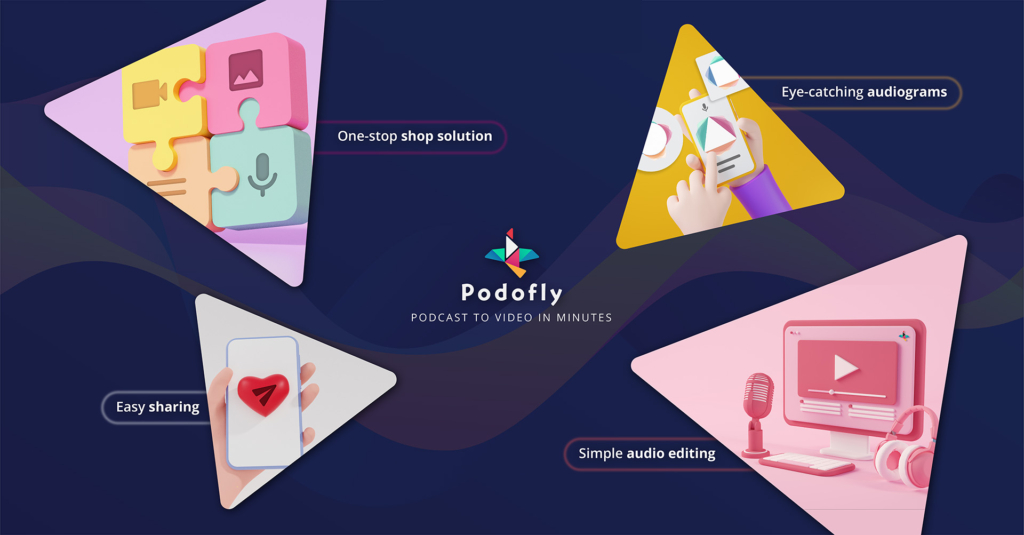 One-stop shop solution
Eye-catching audiograms
Podofly
PODCAST TO VIDEO IN MINUTES
Easy sharing
Simple audio editing